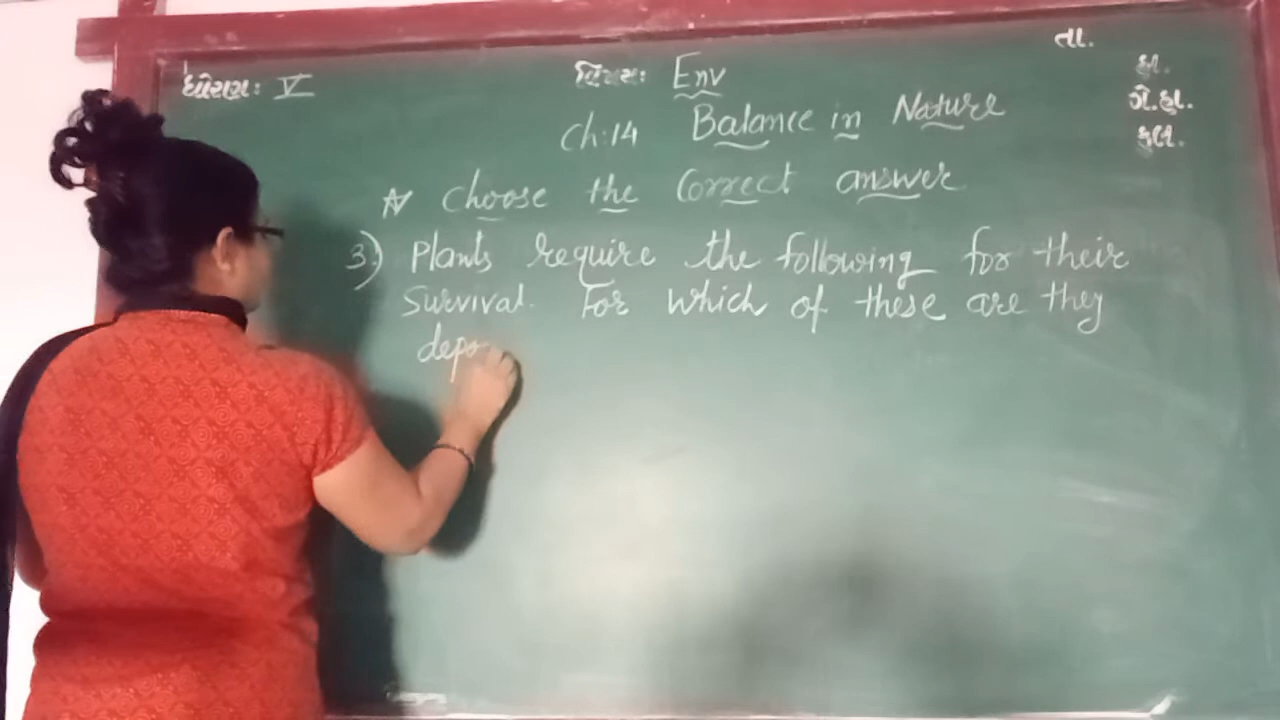 તા.
ધોરણ: V
વિષય: Env
હા.
ગે.હા.
કુલ.
Ch:14 Balance in Nature
☆ Choose the Correct answer
3.) Plants require the following for their
Survival. For which of these are they
depe